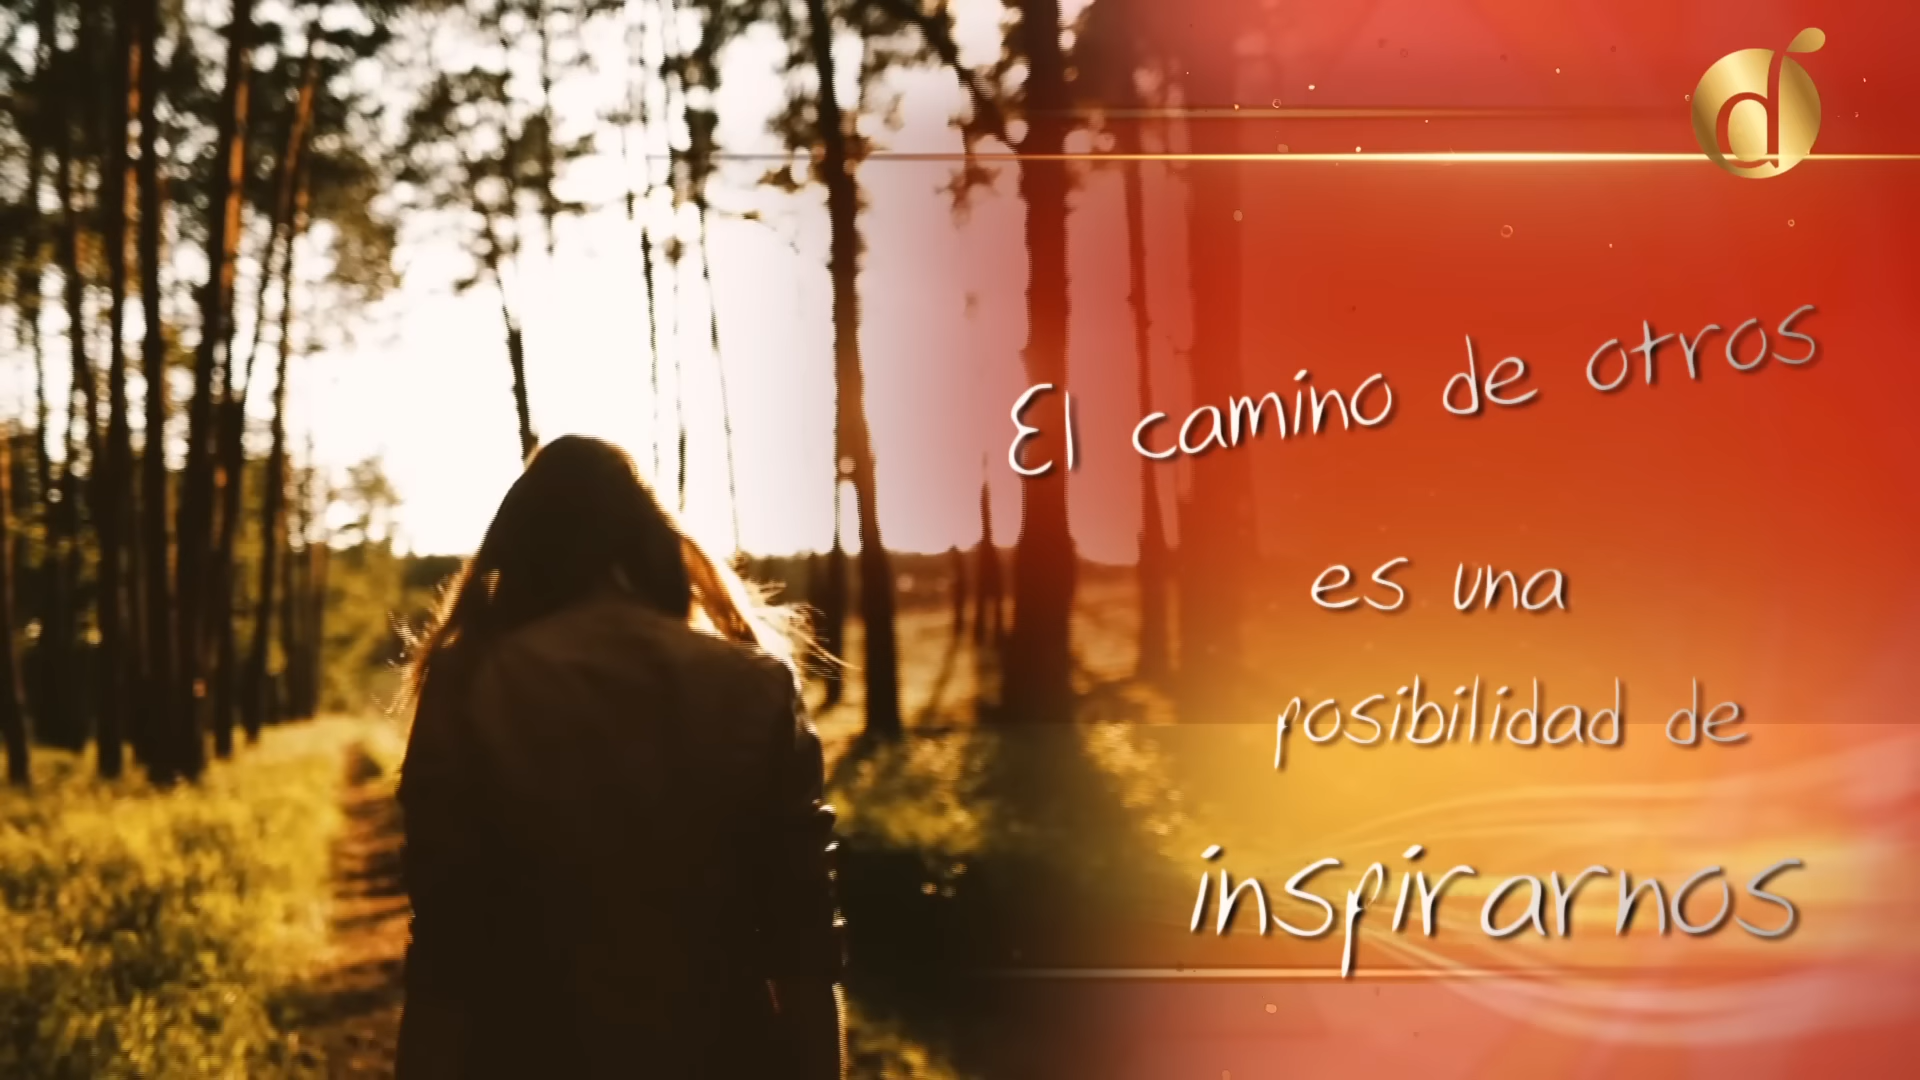 d
El camino de otros
es una
posibilidad de
inspirarnos